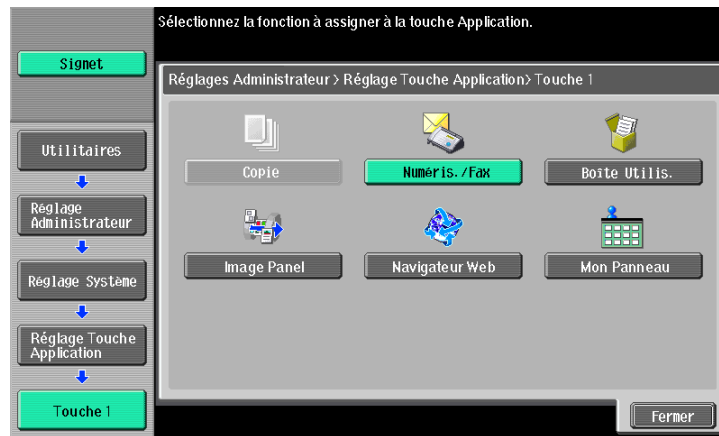 Sélectionnez la fonction à assigner à la touche Application.
Signet
Réglages Administrateur > Réglage Touche Application> Touche 1
Utilitaires
Réglage
Administrateur
Réglage Système
Réglage Touche
Application
Touche 1
Copie
Numéris. /Fax
Boîte Utilis.
Image Panel
Navigateur Web
Mon Panneau
Fermer